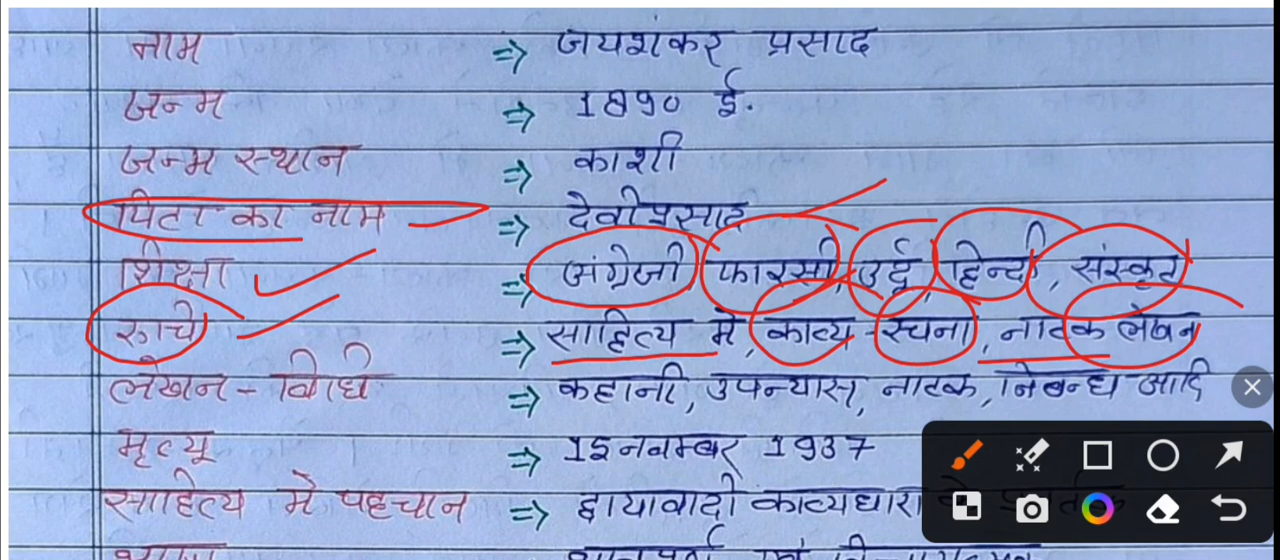 नाम ⇒ जयशंकर प्रसाद
जन्म ⇒ 1890 ई.
जन्म स्थान ⇒ काशी
पिता का नाम ⇒ देवीप्रसाद
शिक्षा ⇒ अंग्रेजी, फारसी, उर्दू, हिन्दी, संस्कृत
रूचि ⇒ साहित्य मे, काव्य-रचना, नाटक लेखन
लेखन - विधि ⇒ कहानी, उपन्यास, नाटक, निबन्ध आदि
मृत्यू ⇒ 15 नवम्बर 1937
साहित्य मे पहचान ⇒ छायावादी काव्यधारा